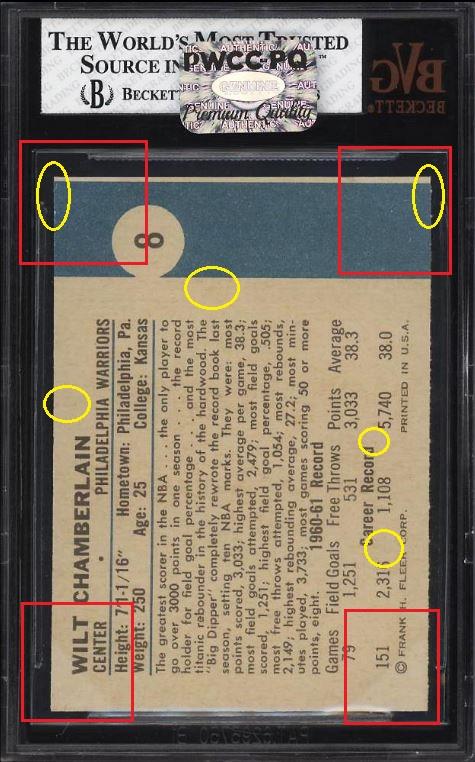 THE WORLD'S MOST TRUSTED
SOURCE IN
BECKETT
PWCC-PQ
AUTHENTIC
GENUINE
Premium Quality
BVG
BECKETT
8
WILT CHAMBERLAIN
CENTER • PHILADELPHIA WARRIORS
Height: 7'1-1/16" Hometown: Philadelphia, Pa.
Weight: 250 Age: 25 College: Kansas
The greatest scorer in the NBA . . . the only player to
go over 3000 points in one season . . . the record
holder for field goal percentage . . . and the most
titanic rebounder in the history of the hardwood. The
"Big Dipper" completely rewrote the record book last
season, setting ten NBA marks. They were: most
points scored, 3,033; highest average per game, 38.3;
most field goals attempted, 2,479; most field goals
scored, 1,251; highest field goal percentage, .505;
most free throws attempted, 1,054; most rebounds,
2,149; highest rebounding average, 27.2; most min-
utes played, 3,733; most games scoring 50 or more
points, eight.
1960-61 Record
Games Field Goals Free Throws Points Average
79 1,251 531 3,033 38.3
Career Record
151 1,108 5,740 38.0
© FRANK H. FLEER CORP. PRINTED IN U.S.A.